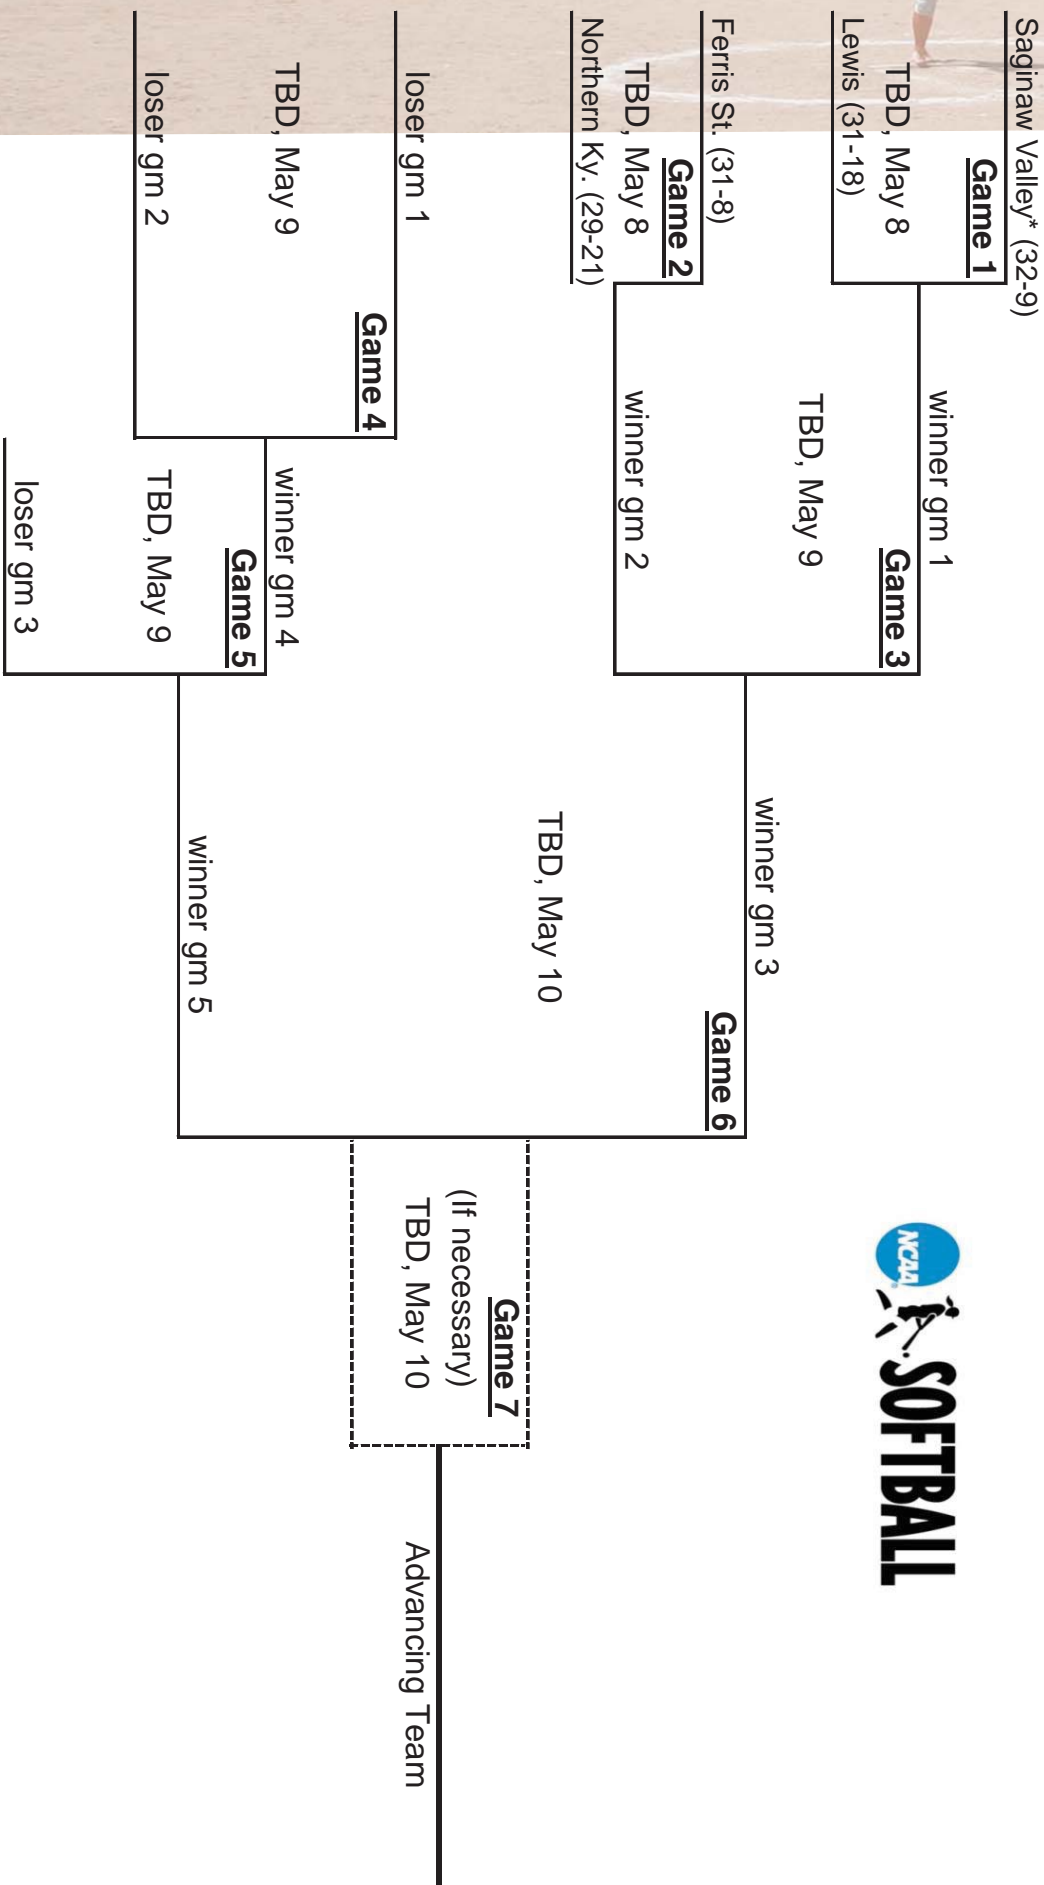 Saginaw Valley* (32-9)
Game 1
TBD, May 8
Lewis (31-18)
Ferris St. (31-8)
Game 2
TBD, May 8
Northern Ky. (29-21)
winner gm 1
Game 3
TBD, May 9
winner gm 2
loser gm 1
Game 4
TBD, May 9
loser gm 2
winner gm 4
Game 5
TBD, May 9
loser gm 3
winner gm 3
Game 6
TBD, May 10
winner gm 5
Game 7
(If necessary)
TBD, May 10
Advancing Team
NCAA SOFTBALL